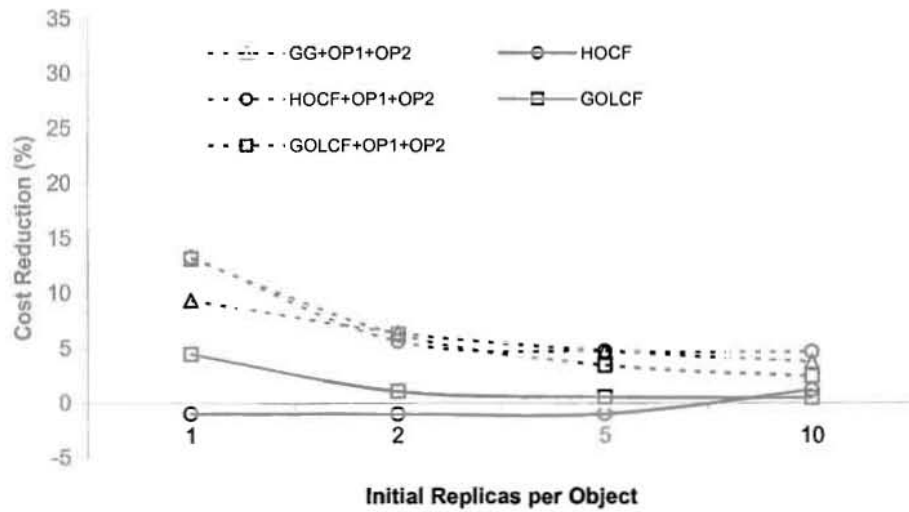 35
30
25
20
15
10
5
0
-5
Cost Reduction (%)
GG+OP1+OP2
HOCF
HOCF+OP1+OP2
GOLCF
GOLCF+OP1+OP2
1 2 5 10
Initial Replicas per Object